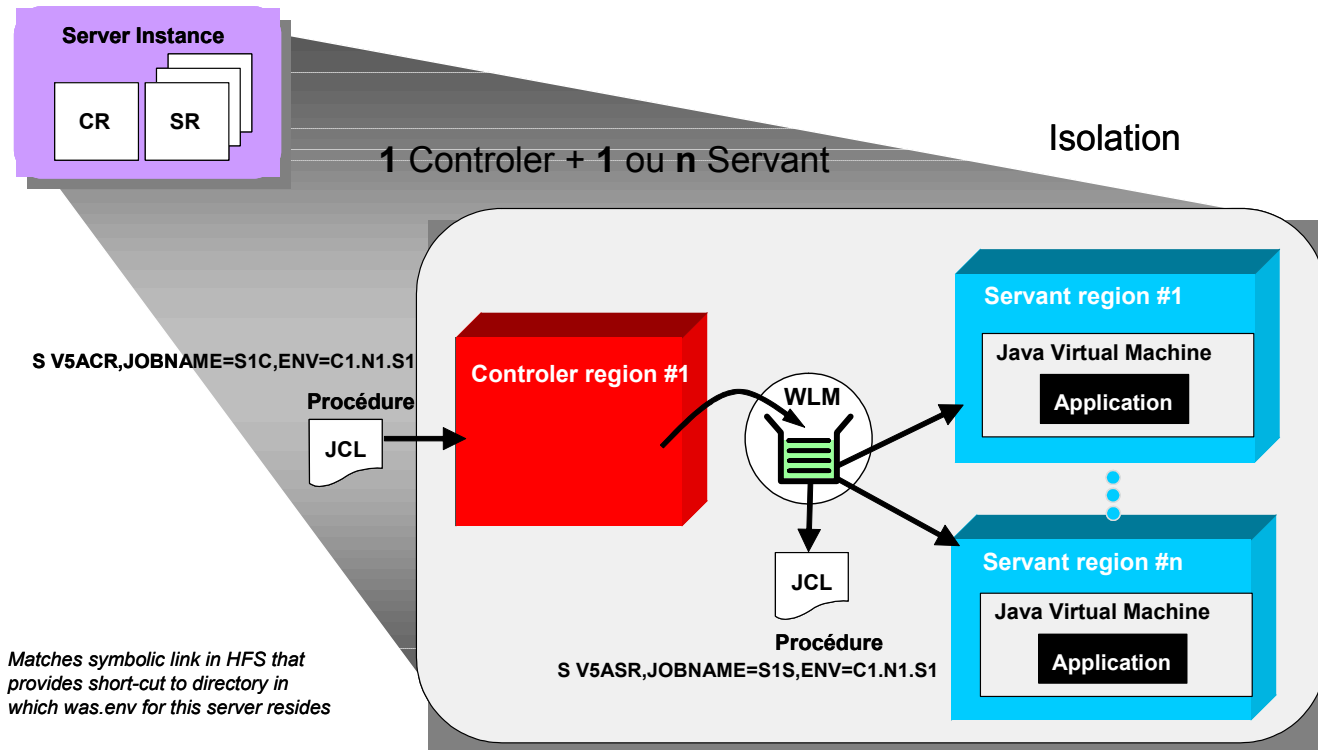 Server Instance
CR
SR
1 Controler + 1 ou n Servant
Isolation
S V5ACR,JOBNAME=S1C,ENV=C1.N1.S1
Procédure
JCL
Controler region #1
WLM
JCL
Procédure
S V5ASR,JOBNAME=S1S,ENV=C1.N1.S1
Servant region #1
Java Virtual Machine
Application
Servant region #n
Java Virtual Machine
Application
Matches symbolic link in HFS that
provides short-cut to directory in
which was.env for this server resides